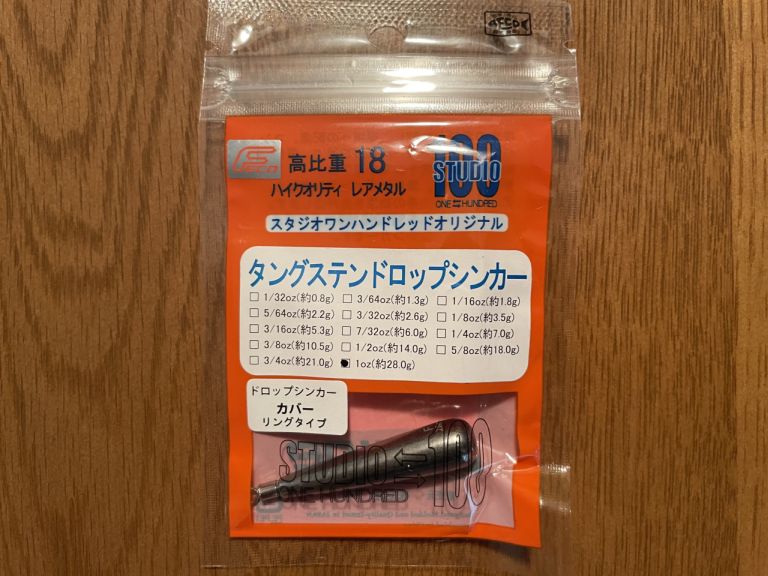 高比重 18
ハイクオリティ レアメタル
100
STUDIO
ONE HUNDRED
スタジオワンハンドレッドオリジナル
タングステンドロップシンカー
1/32oz(約0.8g) 3/64oz(約1.3g) 1/16oz(約1.8g)
5/64oz(約2.2g) 3/32oz(約2.6g) 1/8oz(約3.5g)
3/16oz(約5.3g) 7/32oz(約6.0g) 1/4oz(約7.0g)
3/8oz(約10.5g) 1/2oz(約14.0g) 5/8oz(約18.0g)
3/4oz(約21.0g) 1oz(約28.0g)
ドロップシンカー
カバー
リングタイプ
STUDIO 100
ONE HUNDRED